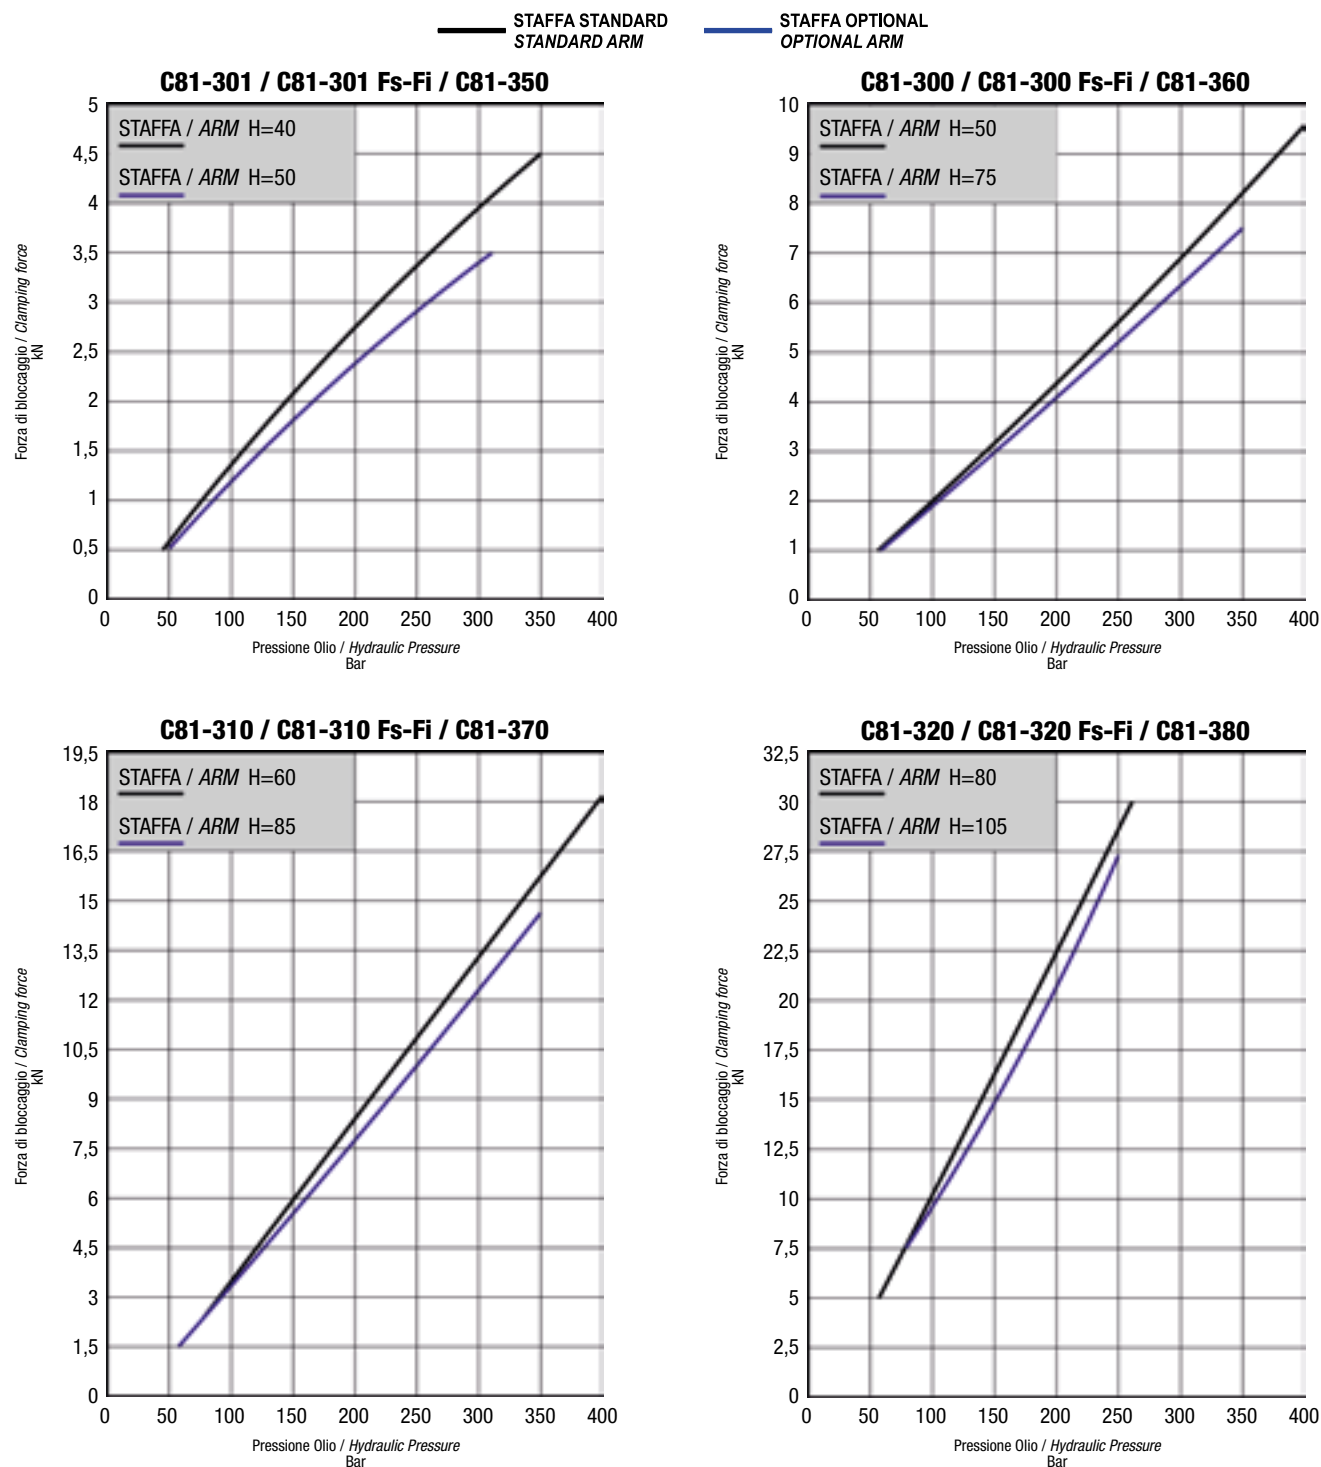 STAFFA STANDARD
STANDARD ARM
STAFFA OPTIONAL
OPTIONAL ARM
C81-301 / C81-301 Fs-Fi / C81-350
STAFFA / ARM H=40
STAFFA / ARM H=50
5
4,5
4
3,5
3
2,5
2
1,5
1
0,5
0
Forza di bloccaggio / Clamping force
kN
0 50 100 150 200 250 300 350 400
Pressione Olio / Hydraulic Pressure
Bar
C81-300 / C81-300 Fs-Fi / C81-360
STAFFA / ARM H=50
STAFFA / ARM H=75
10
9
8
7
6
5
4
3
2
1
0
Forza di bloccaggio / Clamping force
kN
0 50 100 150 200 250 300 350 400
Pressione Olio / Hydraulic Pressure
Bar
C81-310 / C81-310 Fs-Fi / C81-370
STAFFA / ARM H=60
STAFFA / ARM H=85
19,5
18
16,5
15
13,5
12
10,5
9
7,5
6
4,5
3
1,5
0
Forza di bloccaggio / Clamping force
kN
0 50 100 150 200 250 300 350 400
Pressione Olio / Hydraulic Pressure
Bar
C81-320 / C81-320 Fs-Fi / C81-380
STAFFA / ARM H=80
STAFFA / ARM H=105
32,5
30
27,5
25
22,5
20
17,5
15
12,5
10
7,5
5
2,5
0
Forza di bloccaggio / Clamping force
kN
0 50 100 150 200 250 300 350 400
Pressione Olio / Hydraulic Pressure
Bar